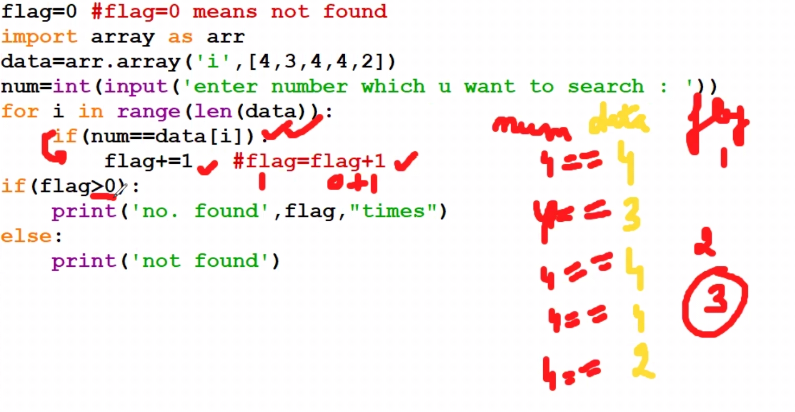 flag=0 #flag=0 means not found
import array as arr
data=arr.array('i',[4,3,4,4,2])
num=int(input('enter number which u want to search : '))
for i in range(len(data)):
    if(num==data[i]):
        flag+=1   #flag=flag+1
1 0+1
if(flag>0):
    print('no. found',flag,"times")
else:
    print('not found')
num data flag
4 == 4 1
4 == 3
2
4 == 4
3
4 == 4
4 == 2